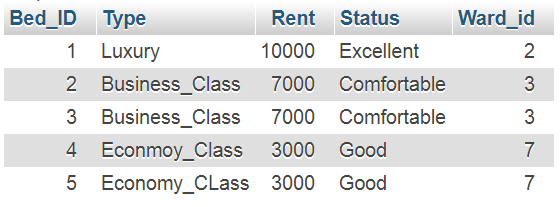 Bed_ID Type Rent Status Ward_id
1 Luxury 10000 Excellent 2
2 Business_Class 7000 Comfortable 3
3 Business_Class 7000 Comfortable 3
4 Econmoy_Class 3000 Good 7
5 Economy_CLass 3000 Good 7